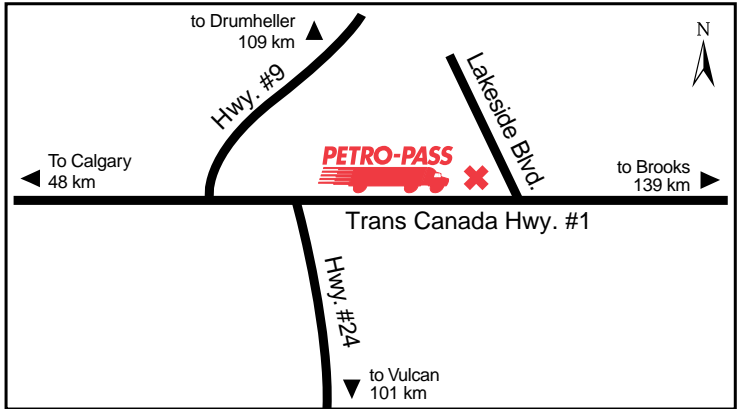 to Drumheller
109 km
N
Hwy. #9
Lakeside Blvd.
PETRO-PASS
To Calgary
48 km
to Brooks
139 km
Trans Canada Hwy. #1
Hwy. #24
to Vulcan
101 km